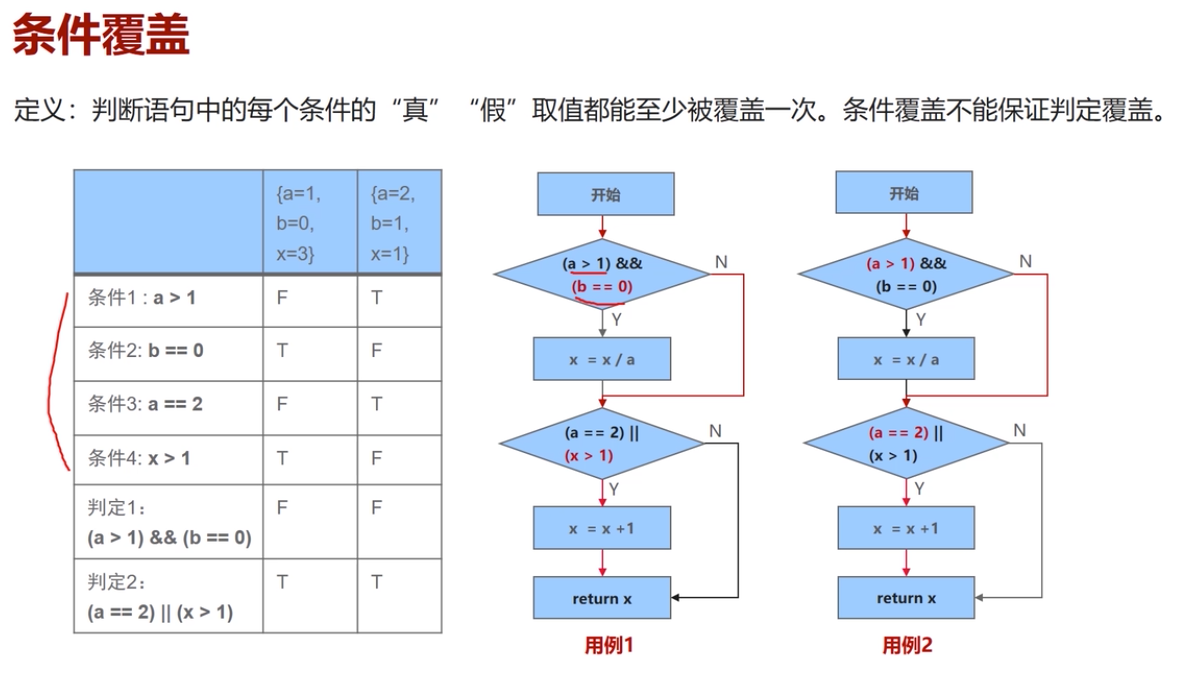 条件覆盖
定义：判断语句中的每个条件的“真”“假”取值都能至少被覆盖一次。条件覆盖不能保证判定覆盖。
{a=1,
b=0,
x=3}
{a=2,
b=1,
x=1}
条件1 : a > 1
F
T
条件2: b == 0
T
F
条件3: a == 2
F
T
条件4: x > 1
T
F
判定1：
(a > 1) && (b == 0)
F
F
判定2：
(a == 2) || (x > 1)
T
T
开始
(a > 1) &&
(b == 0)
N
Y
x = x / a
(a == 2) ||
(x > 1)
N
Y
x = x +1
return x
用例1
开始
(a > 1) &&
(b == 0)
N
Y
x = x / a
(a == 2) ||
(x > 1)
N
Y
x = x +1
return x
用例2